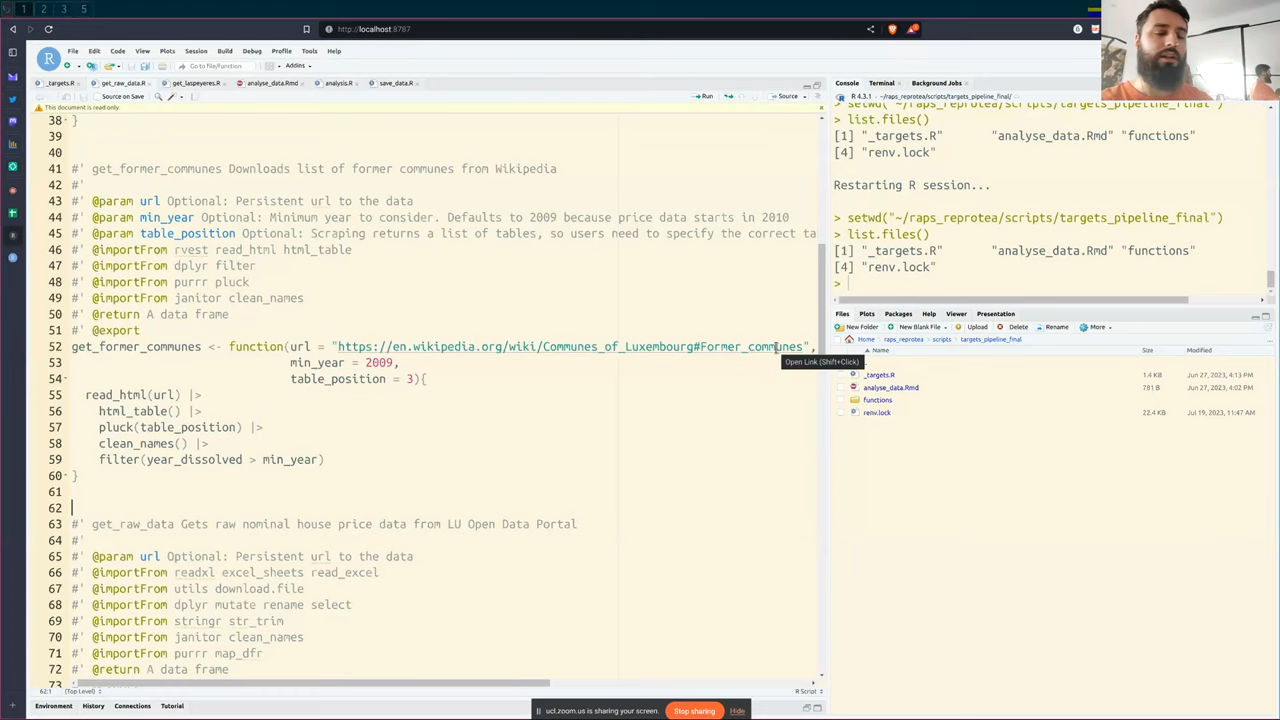 1 2 3 4
http://localhost:8787
File Edit Code View Plots Session Build Debug Profile Tools Help
Go to file/function Addins
_targets.R get_raw_data.R get_laspeyeres.R analyse_data.Rmd analysis.R save_data.R
Source on Save Run Source
This document is read only.
38 }
39
40
41 #' get_former_communes Downloads list of former communes from Wikipedia
42 #'
43 #' @param url Optional: Persistent url to the data
44 #' @param min_year Optional: Minimum year to consider. Defaults to 2009 because price data starts in 2010
45 #' @param table_position Optional: Scraping returns a list of tables, so users need to specify the correct ta
46 #' @importFrom rvest read_html html_table
47 #' @importFrom dplyr filter
48 #' @importFrom purrr pluck
49 #' @importFrom janitor clean_names
50 #' @return A data frame
51 #' @export
52 get_former_communes <- function(url = "https://en.wikipedia.org/wiki/Communes_of_Luxembourg#Former_communes",
53 min_year = 2009,
Open Link (Shift+Click)
54 table_position = 3){
55 read_html(url) |>
56 html_table() |>
57 pluck(table_position) |>
58 clean_names() |>
59 filter(year_dissolved > min_year)
60 }
61
62
63 #' get_raw_data Gets raw nominal house price data from LU Open Data Portal
64 #'
65 #' @param url Optional: Persistent url to the data
66 #' @importFrom readxl excel_sheets read_excel
67 #' @importFrom utils download.file
68 #' @importFrom dplyr mutate rename select
69 #' @importFrom stringr str_trim
70 #' @importFrom janitor clean_names
71 #' @importFrom purrr map_dfr
72 #' @return A data frame
73
62:1 (Top Level) R Script
Environment History Connections Tutorial
Console Terminal Background Jobs
R 4.3.1 · ~/raps_reprotea/scripts/targets_pipeline_final/
> setwd("~/raps_reprotea/scripts/targets_pipeline_final")
> list.files()
[1] "_targets.R" "analyse_data.Rmd" "functions"
[4] "renv.lock"
Restarting R session...
> setwd("~/raps_reprotea/scripts/targets_pipeline_final")
> list.files()
[1] "_targets.R" "analyse_data.Rmd" "functions"
[4] "renv.lock"
>
Files Plots Packages Help Viewer Presentation
New Folder New Blank File Upload Delete Rename More
Home raps_reprotea scripts targets_pipeline_final
Name Size Modified
_targets.R 1.4 KB Jun 27, 2023, 4:13 PM
analyse_data.Rmd 781 B Jun 27, 2023, 4:02 PM
functions
renv.lock 22.4 KB Jul 19, 2023, 11:47 AM
ucl.zoom.us is sharing your screen. Stop sharing Hide